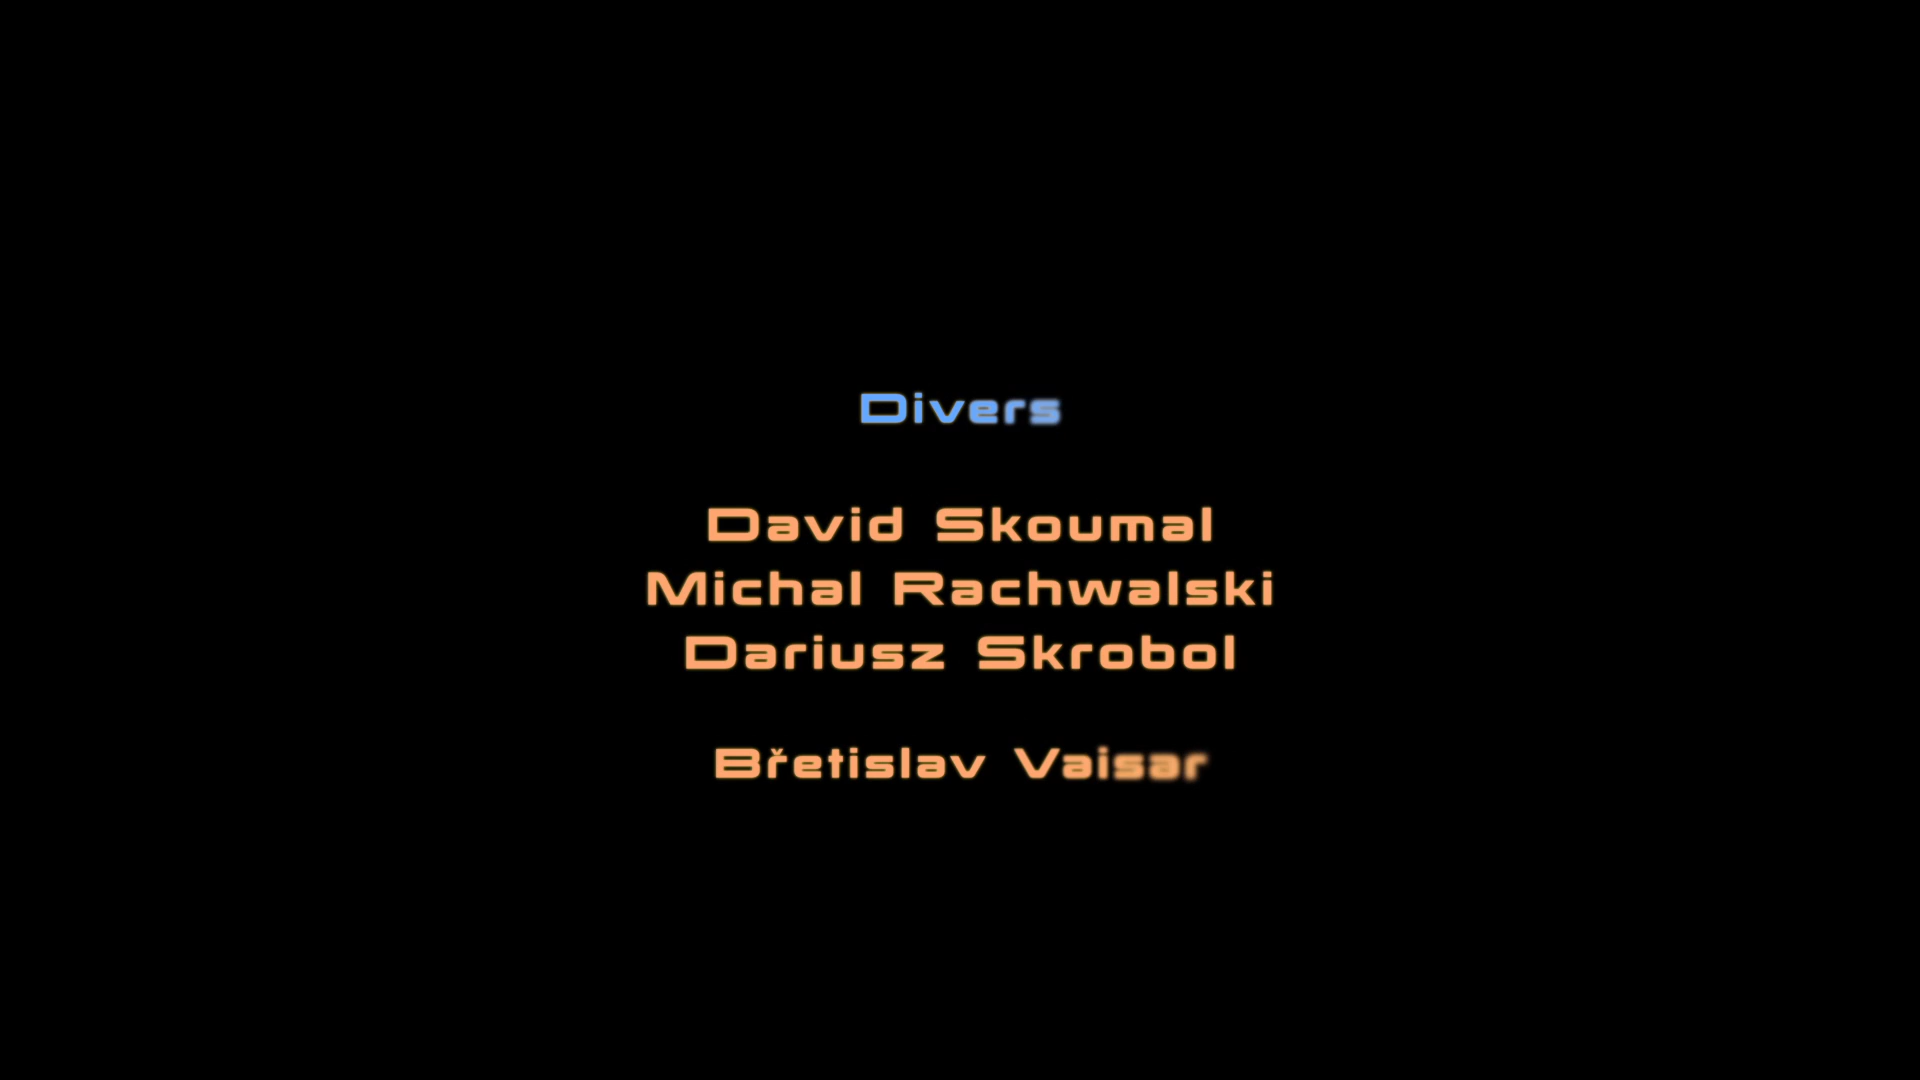 Divers
David Skoumal
Michal Rachwalski
Dariusz Skrobol
Břetislav Vaisar